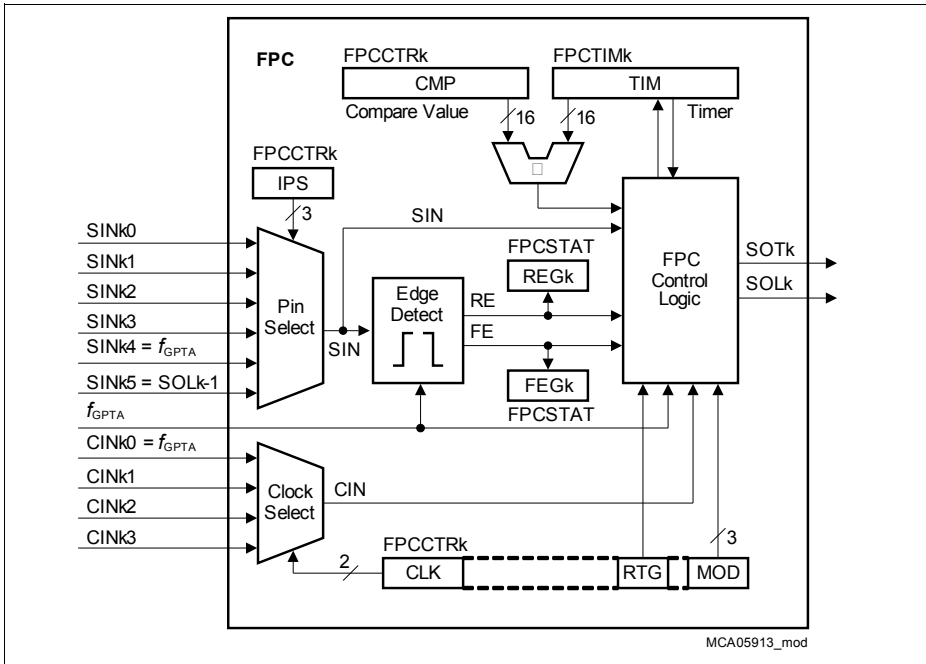 FPC
FPCCTRk
CMP
Compare Value
16
FPCTIMk
TIM
Timer
16
FPCCTRk
IPS
3
SINk0
SINk1
SINk2
SINk3
SINk4 = fGPTA
SINk5 = SOLk-1
fGPTA
CINk0 = fGPTA
CINk1
CINk2
CINk3
Pin
Select
SIN
SIN
Edge
Detect
RE
FE
FPCSTAT
REGk
FEGk
FPCSTAT
FPC
Control
Logic
SOTk
SOLk
Clock
Select
CIN
2
FPCCTRk
CLK
RTG
MOD
3
MCA05913_mod